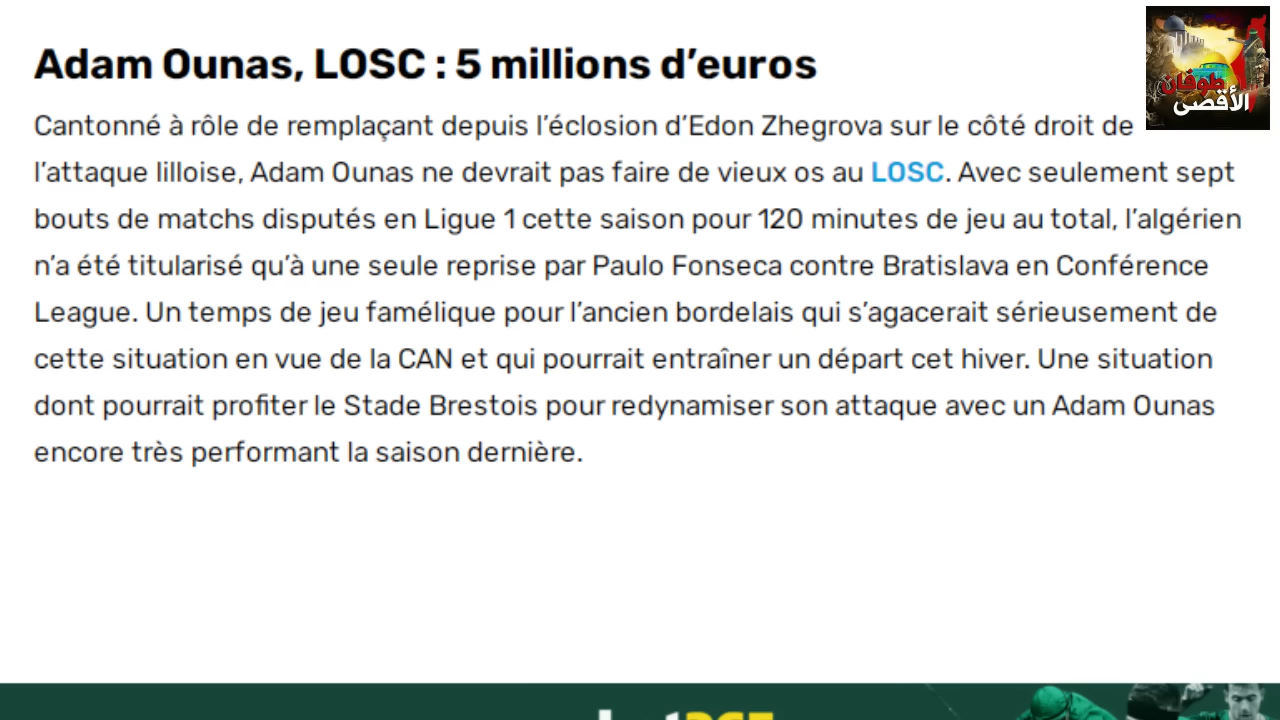 Adam Ounas, LOSC : 5 millions d’euros
Cantonné à rôle de remplaçant depuis l’éclosion d’Edon Zhegrova sur le côté droit de
l’attaque lilloise, Adam Ounas ne devrait pas faire de vieux os au LOSC. Avec seulement sept
bouts de matchs disputés en Ligue 1 cette saison pour 120 minutes de jeu au total, l’algérien
n’a été titularisé qu’à une seule reprise par Paulo Fonseca contre Bratislava en Conférence
League. Un temps de jeu famélique pour l’ancien bordelais qui s’agacerait sérieusement de
cette situation en vue de la CAN et qui pourrait entraîner un départ cet hiver. Une situation
dont pourrait profiter le Stade Brestois pour redynamiser son attaque avec un Adam Ounas
encore très performant la saison dernière.
طوفان
الأقصى